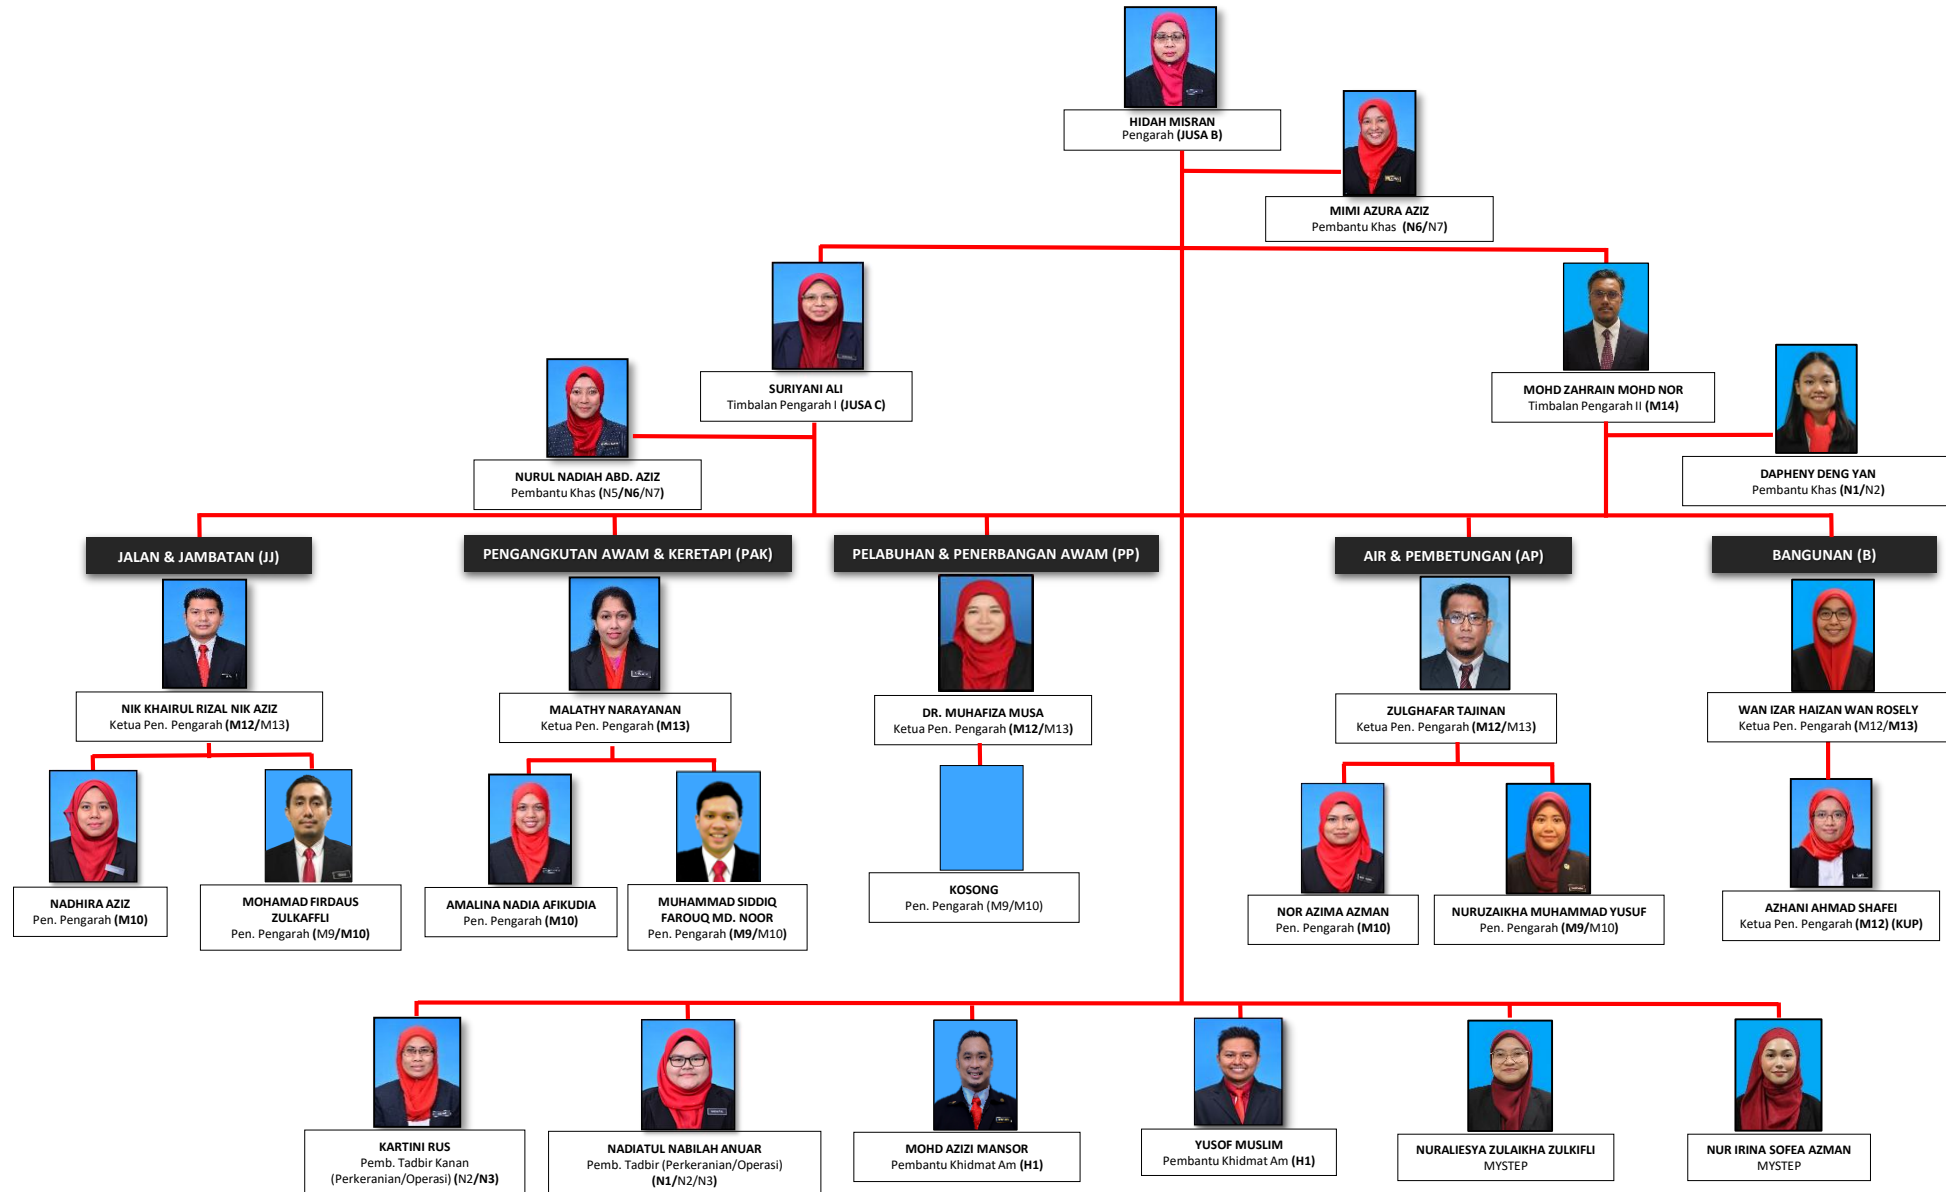 HIDAH MISRAN
Pengarah (JUSA B)
MIMI AZURA AZIZ
Pembantu Khas (N6/N7)
SURIYANI ALI
Timbalan Pengarah I (JUSA C)
MOHD ZAHRAIN MOHD NOR
Timbalan Pengarah II (M14)
NURUL NADIAH ABD. AZIZ
Pembantu Khas (N5/N6/N7)
DAPHENY DENG YAN
Pembantu Khas (N1/N2)
JALAN & JAMBATAN (JJ)
PENGANGKUTAN AWAM & KERETAPI (PAK)
PELABUHAN & PENERBANGAN AWAM (PP)
AIR & PEMBETUNGAN (AP)
BANGUNAN (B)
NIK KHAIRUL RIZAL NIK AZIZ
Ketua Pen. Pengarah (M12/M13)
MALATHY NARAYANAN
Ketua Pen. Pengarah (M13)
DR. MUHAFIZA MUSA
Ketua Pen. Pengarah (M12/M13)
ZULGHAFAR TAJINAN
Ketua Pen. Pengarah (M12/M13)
WAN IZAR HAIZAN WAN ROSELY
Ketua Pen. Pengarah (M12/M13)
NADHIRA AZIZ
Pen. Pengarah (M10)
MOHAMAD FIRDAUS
ZULKAFFLI
Pen. Pengarah (M9/M10)
AMALINA NADIA AFIKUDIA
Pen. Pengarah (M10)
MUHAMMAD SIDDIQ
FAROUQ MD. NOOR
Pen. Pengarah (M9/M10)
KOSONG
Pen. Pengarah (M9/M10)
NOR AZIMA AZMAN
Pen. Pengarah (M10)
NURUZAIKHA MUHAMMAD YUSUF
Pen. Pengarah (M9/M10)
AZHANI AHMAD SHAFEI
Ketua Pen. Pengarah (M12) (KUP)
KARTINI RUS
Pemb. Tadbir Kanan
(Perkeranian/Operasi) (N2/N3)
NADIATUL NABILAH ANUAR
Pemb. Tadbir (Perkeranian/Operasi)
(N1/N2/N3)
MOHD AZIZI MANSOR
Pembantu Khidmat Am (H1)
YUSOF MUSLIM
Pembantu Khidmat Am (H1)
NURALIESYA ZULAIKHA ZULKIFLI
MYSTEP
NUR IRINA SOFEA AZMAN
MYSTEP